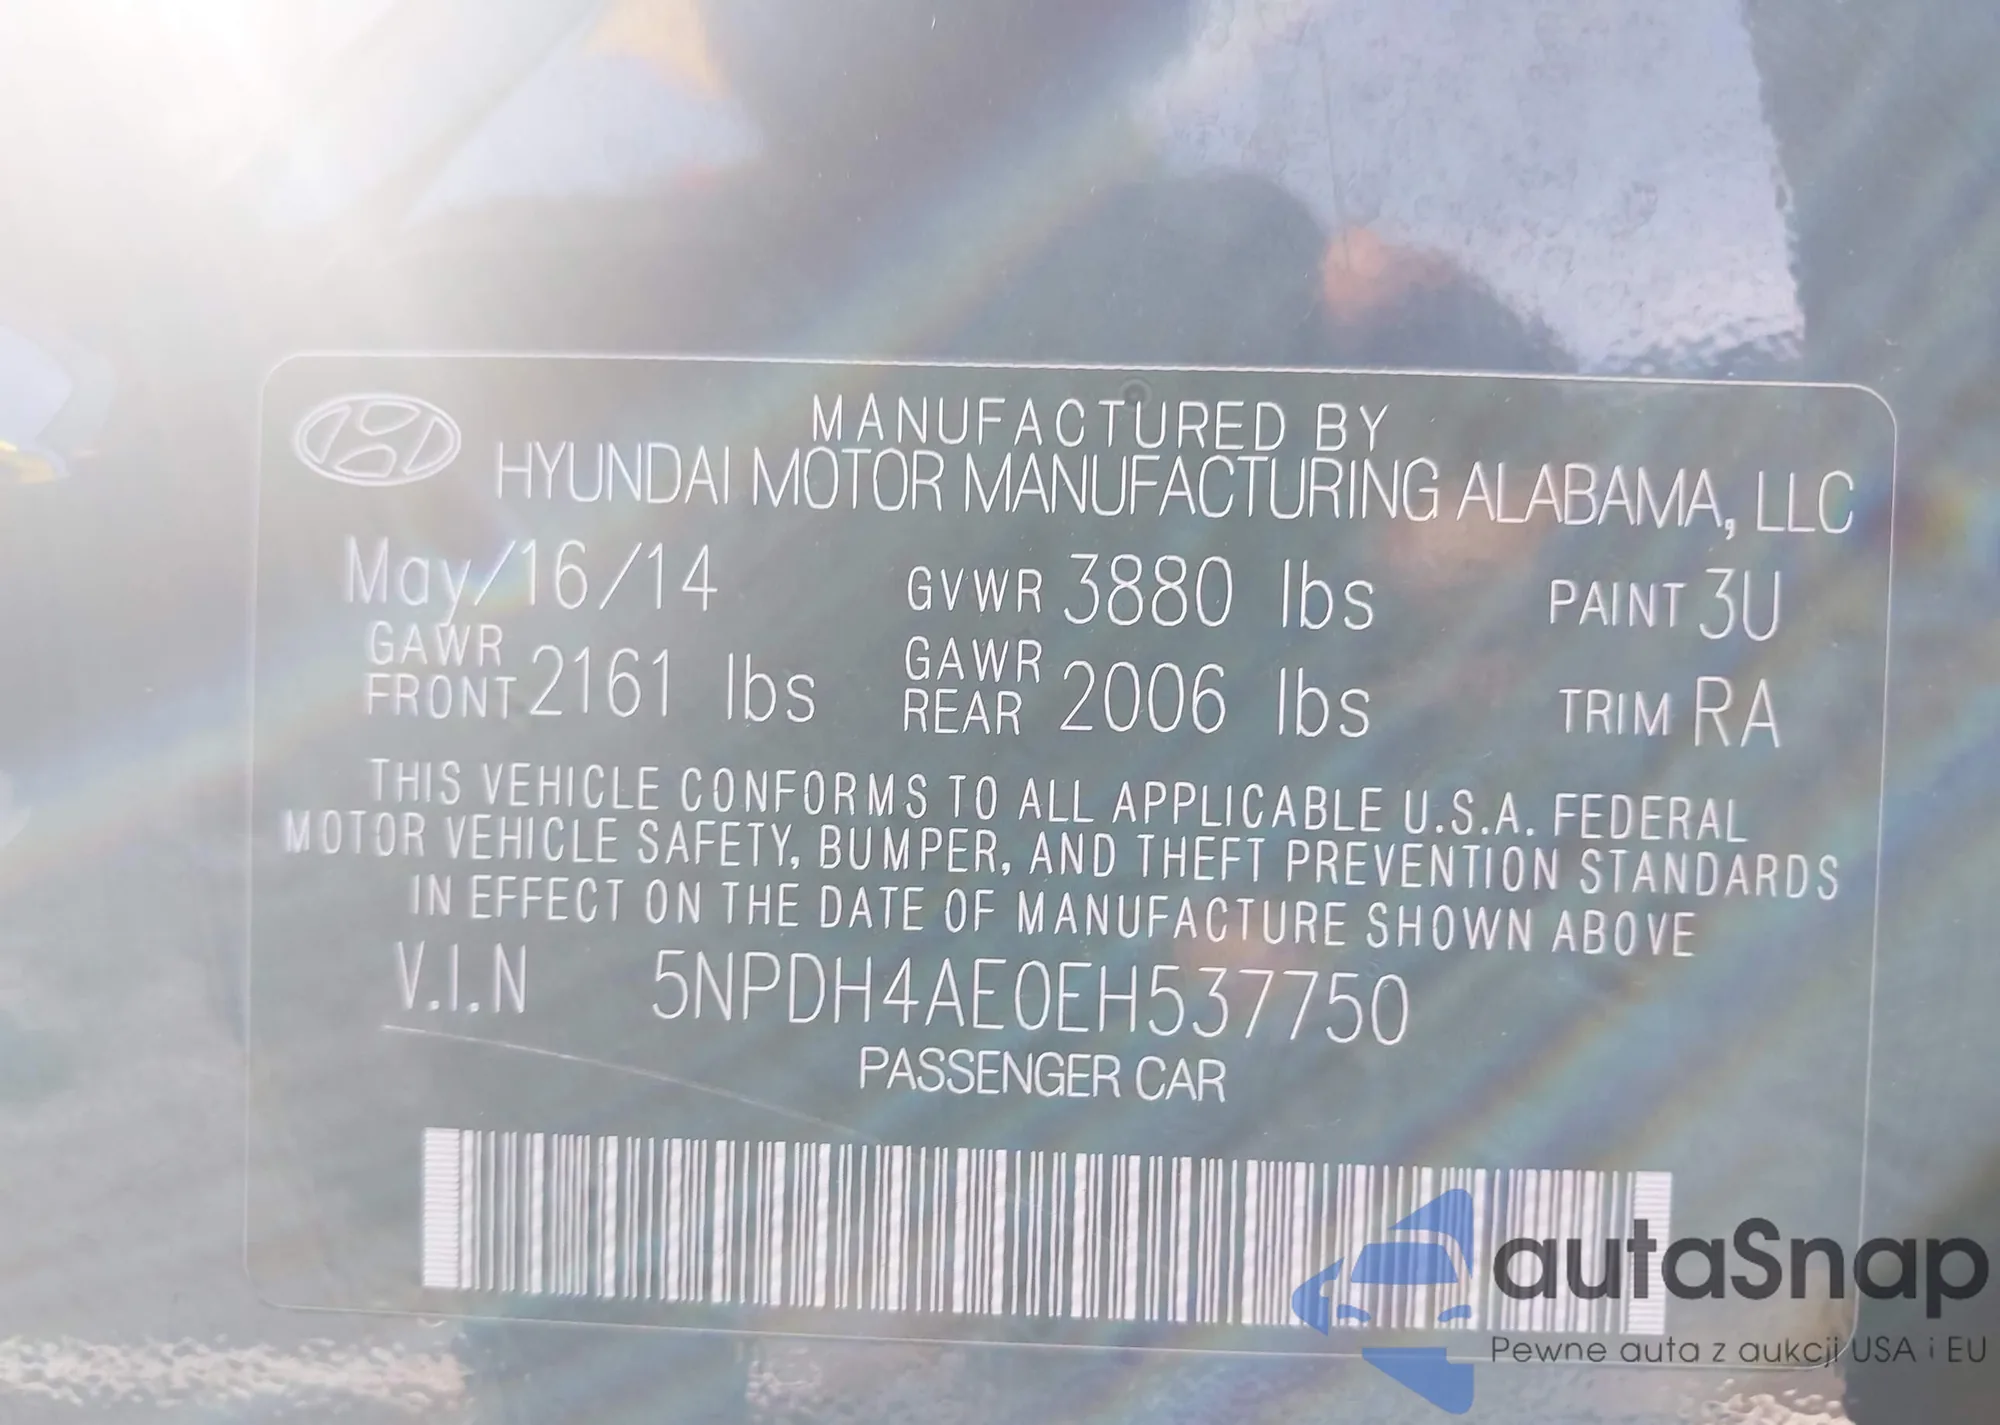 MANUFACTURED BY
HYUNDAI MOTOR MANUFACTURING ALABAMA, LLC
May/16/14 GVWR 3880 lbs PAINT 3U
GAWR FRONT 2161 lbs GAWR REAR 2006 lbs TRIM RA
THIS VEHICLE CONFORMS TO ALL APPLICABLE U.S.A. FEDERAL
MOTOR VEHICLE SAFETY, BUMPER, AND THEFT PREVENTION STANDARDS
IN EFFECT ON THE DATE OF MANUFACTURE SHOWN ABOVE
V.I.N 5NPDH4AE0EH537750
PASSENGER CAR
autaSnap
Pewne auta z aukcji USA i EU